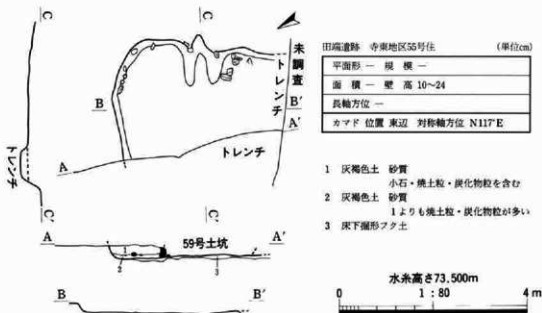 C
C'
B
B'
A
A'
未調査
トレンチ
トレンチ
トレンチ
C
C'
A
59号土坑
A'
1
2
3
B
B'
田端遺跡 寺東地区55号住 (単位cm)
平面形 — 規模 —
面積 — 壁高 10~24
長軸方位 —
カマド 位置 東辺 対称軸方位 N117°E
1 灰褐色土 砂質
小石・焼土粒・炭化物粒を含む
2 灰褐色土 砂質
1よりも焼土粒・炭化物粒が多い
3 床下掘形フク土
水糸高さ73,500m
0 1:80 4m